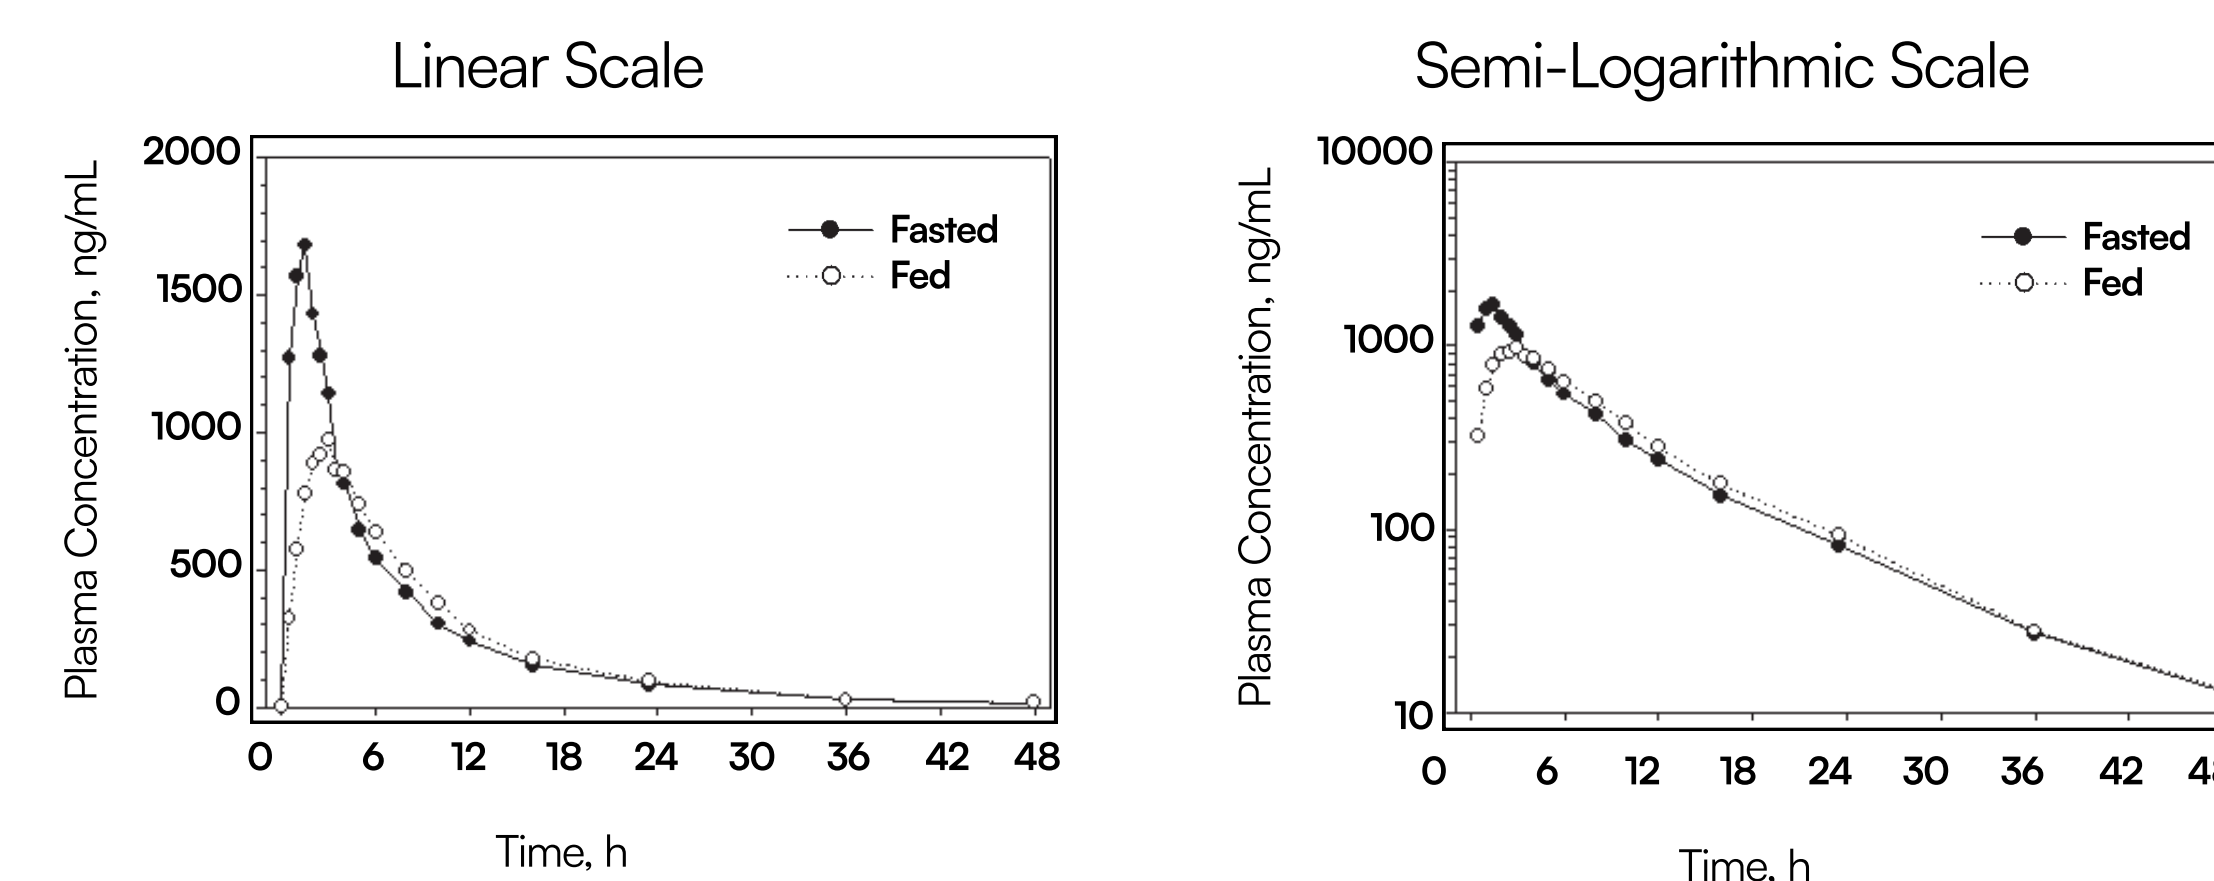 Linear Scale
Plasma Concentration, ng/mL
2000
1500
1000
500
0
Fasted
Fed
0 6 12 18 24 30 36 42 48
Time, h
Semi-Logarithmic Scale
Plasma Concentration, ng/mL
10000
1000
100
10
Fasted
Fed
0 6 12 18 24 30 36 42
Time, h